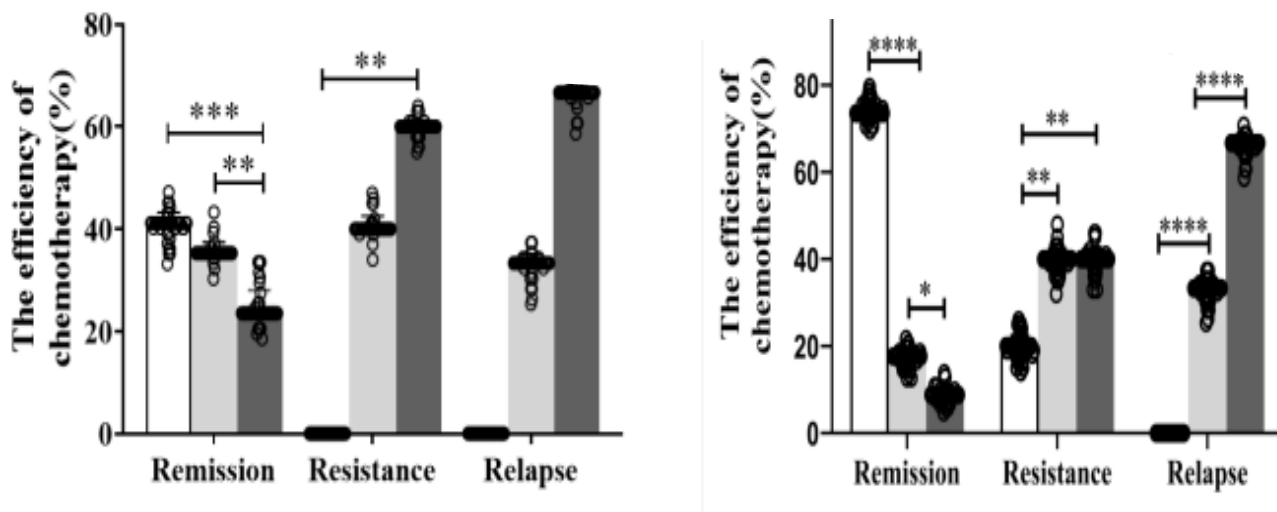 The efficiency of
chemotherapy(%)
80
60
40
20
0
***
**
**
Remission
Resistance
Relapse
The efficiency of
chemotherapy(%)
80
60
40
20
0
****
*
**
**
****
****
Remission
Resistance
Relapse